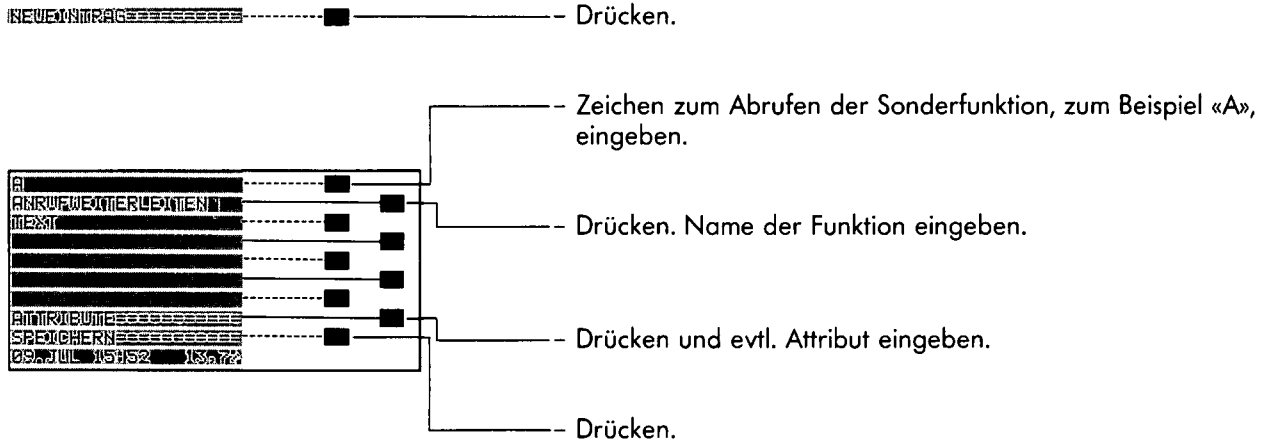 NEUEINTRAG
– Drücken.
– Zeichen zum Abrufen der Sonderfunktion, zum Beispiel «A»,
eingeben.
A
ANRUFWEITERLEITEN 1
TEXT
– Drücken. Name der Funktion eingeben.
ATTRIBUTE
– Drücken und evtl. Attribut eingeben.
SPEICHERN
09.JUL 15:52
– Drücken.